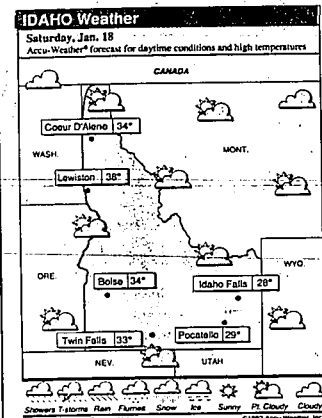 IDAHO Weather
Saturday, Jan. 18
Accu-Weather® forecast for daytime conditions and high temperatures
CANADA
Coeur D'Alene 34°
WASH.
MONT.
Lewiston 38°
WYO.
ORE.
Boise 34°
Idaho Falls 28°
Twin Falls 33°
Pocatello 29°
NEV.
UTAH
Showers T-storms Rain Flurries Snow Ice Sunny Pt. Cloudy Cloudy